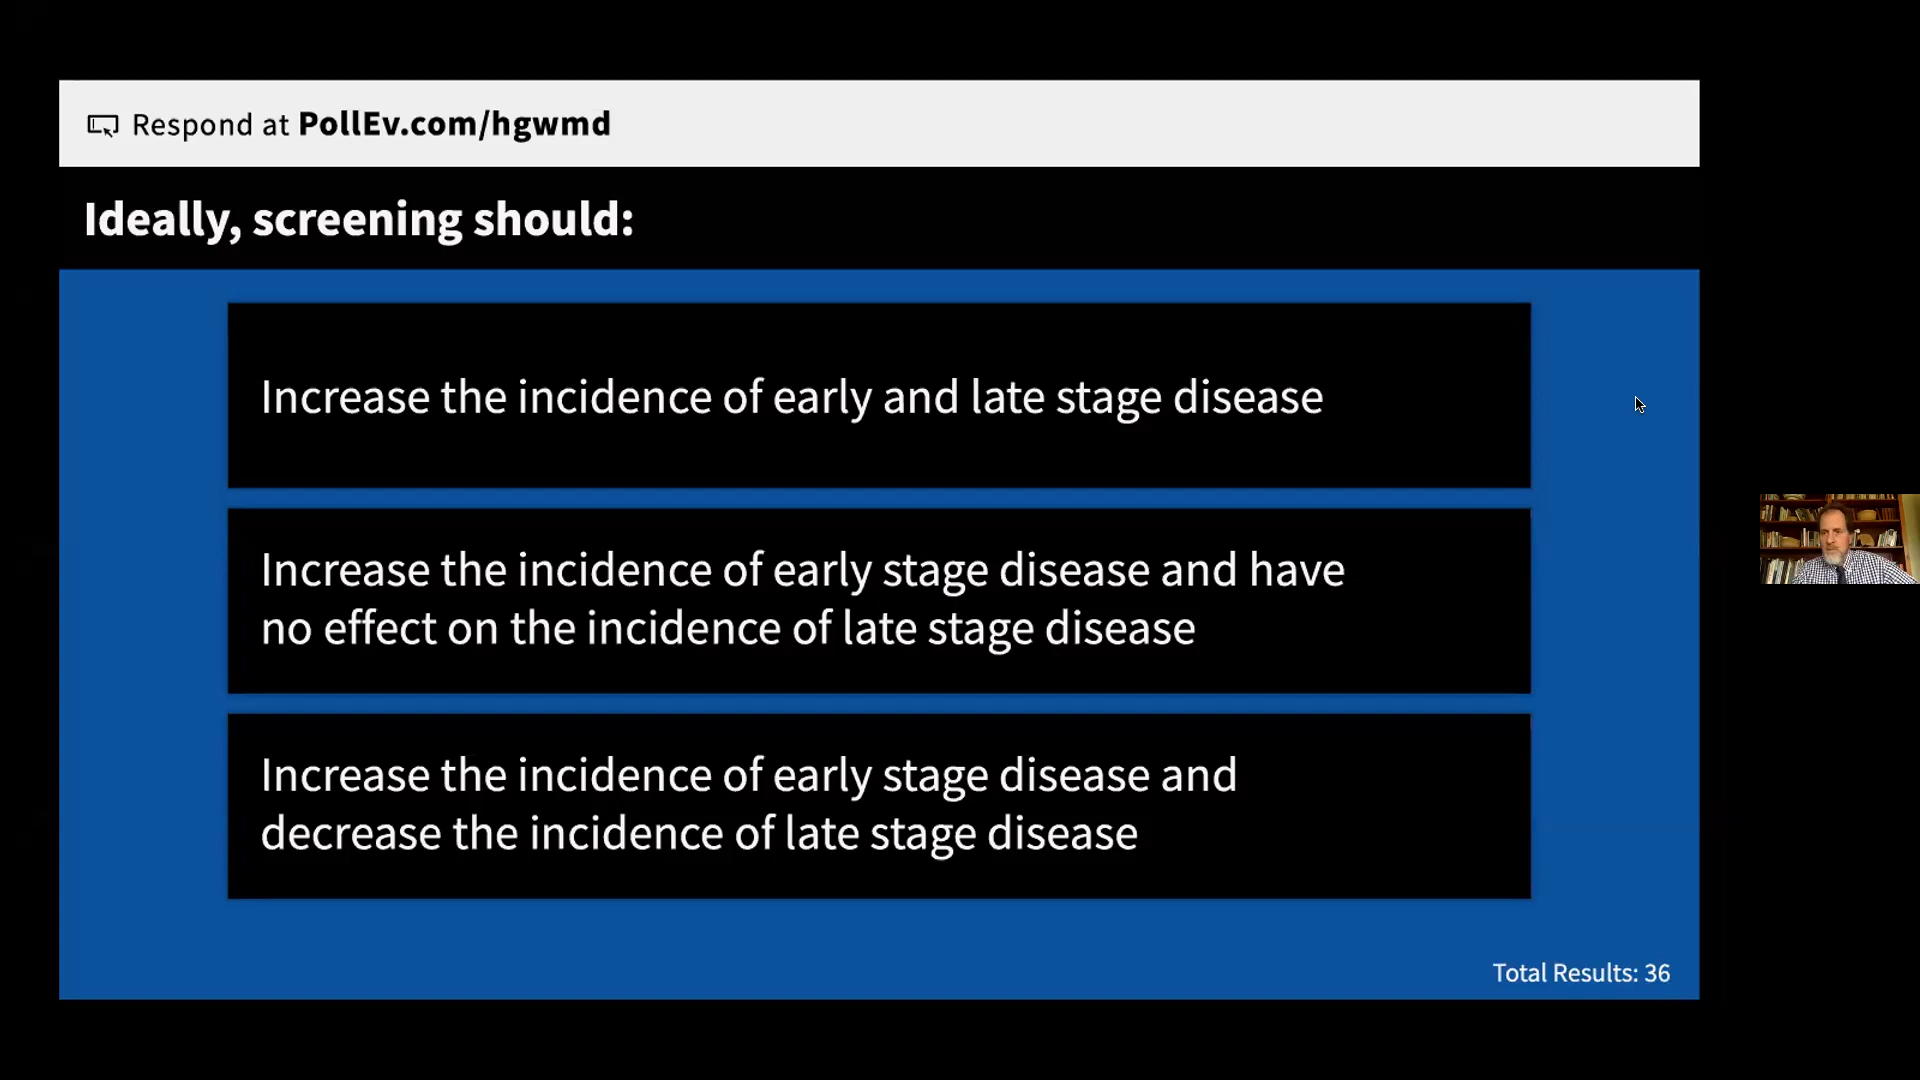 Respond at PollEv.com/hgwmd
Ideally, screening should:
Increase the incidence of early and late stage disease
Increase the incidence of early stage disease and have
no effect on the incidence of late stage disease
Increase the incidence of early stage disease and
decrease the incidence of late stage disease
Total Results: 36